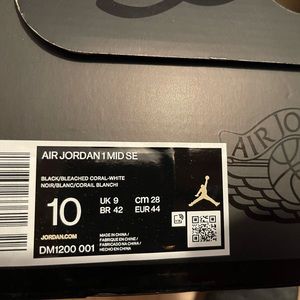 AIR JORDAN 1 MID SE
BLACK/BLEACHED CORAL-WHITE
NOIR/BLANC/CORAIL BLANCHI
10
UK 9
CM 28
BR 42
EUR 44
JORDAN.COM
DM1200 001
MADE IN CHINA
FABRIQUÉ EN CHINE
FABRICADO NA CHINA
HECHO EN CHINA
AIR JO